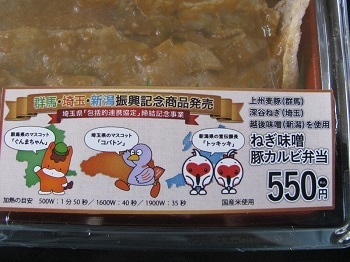 群馬・埼玉・新潟振興記念商品発売
埼玉県「包括的連携協定」締結記念事業
群馬県のマスコット
「ぐんまちゃん」
埼玉県のマスコット
「コバトン」
新潟県の宣伝部長
「トッキッキ」
上州麦豚(群馬)
深谷ねぎ(埼玉)
越後味噌(新潟)を使用
ねぎ味噌
豚カルビ弁当
550円
加熱の目安 500W:1分50秒/1600W:40秒/1900W:35秒
国産米使用